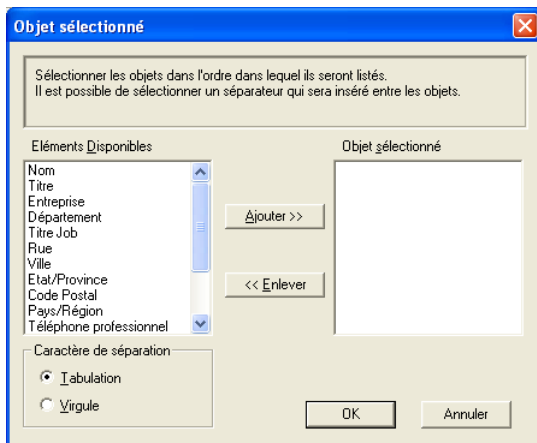 Objet sélectionné
Sélectionner les objets dans l'ordre dans lequel ils seront listés.
Il est possible de sélectionner un séparateur qui sera inséré entre les objets.
Eléments Disponibles
Objet sélectionné
Nom
Titre
Entreprise
Département
Titre Job
Rue
Ville
Etat/Province
Code Postal
Pays/Région
Téléphone professionnel
Ajouter >>
<< Enlever
Caractère de séparation
Tabulation
Virgule
OK
Annuler